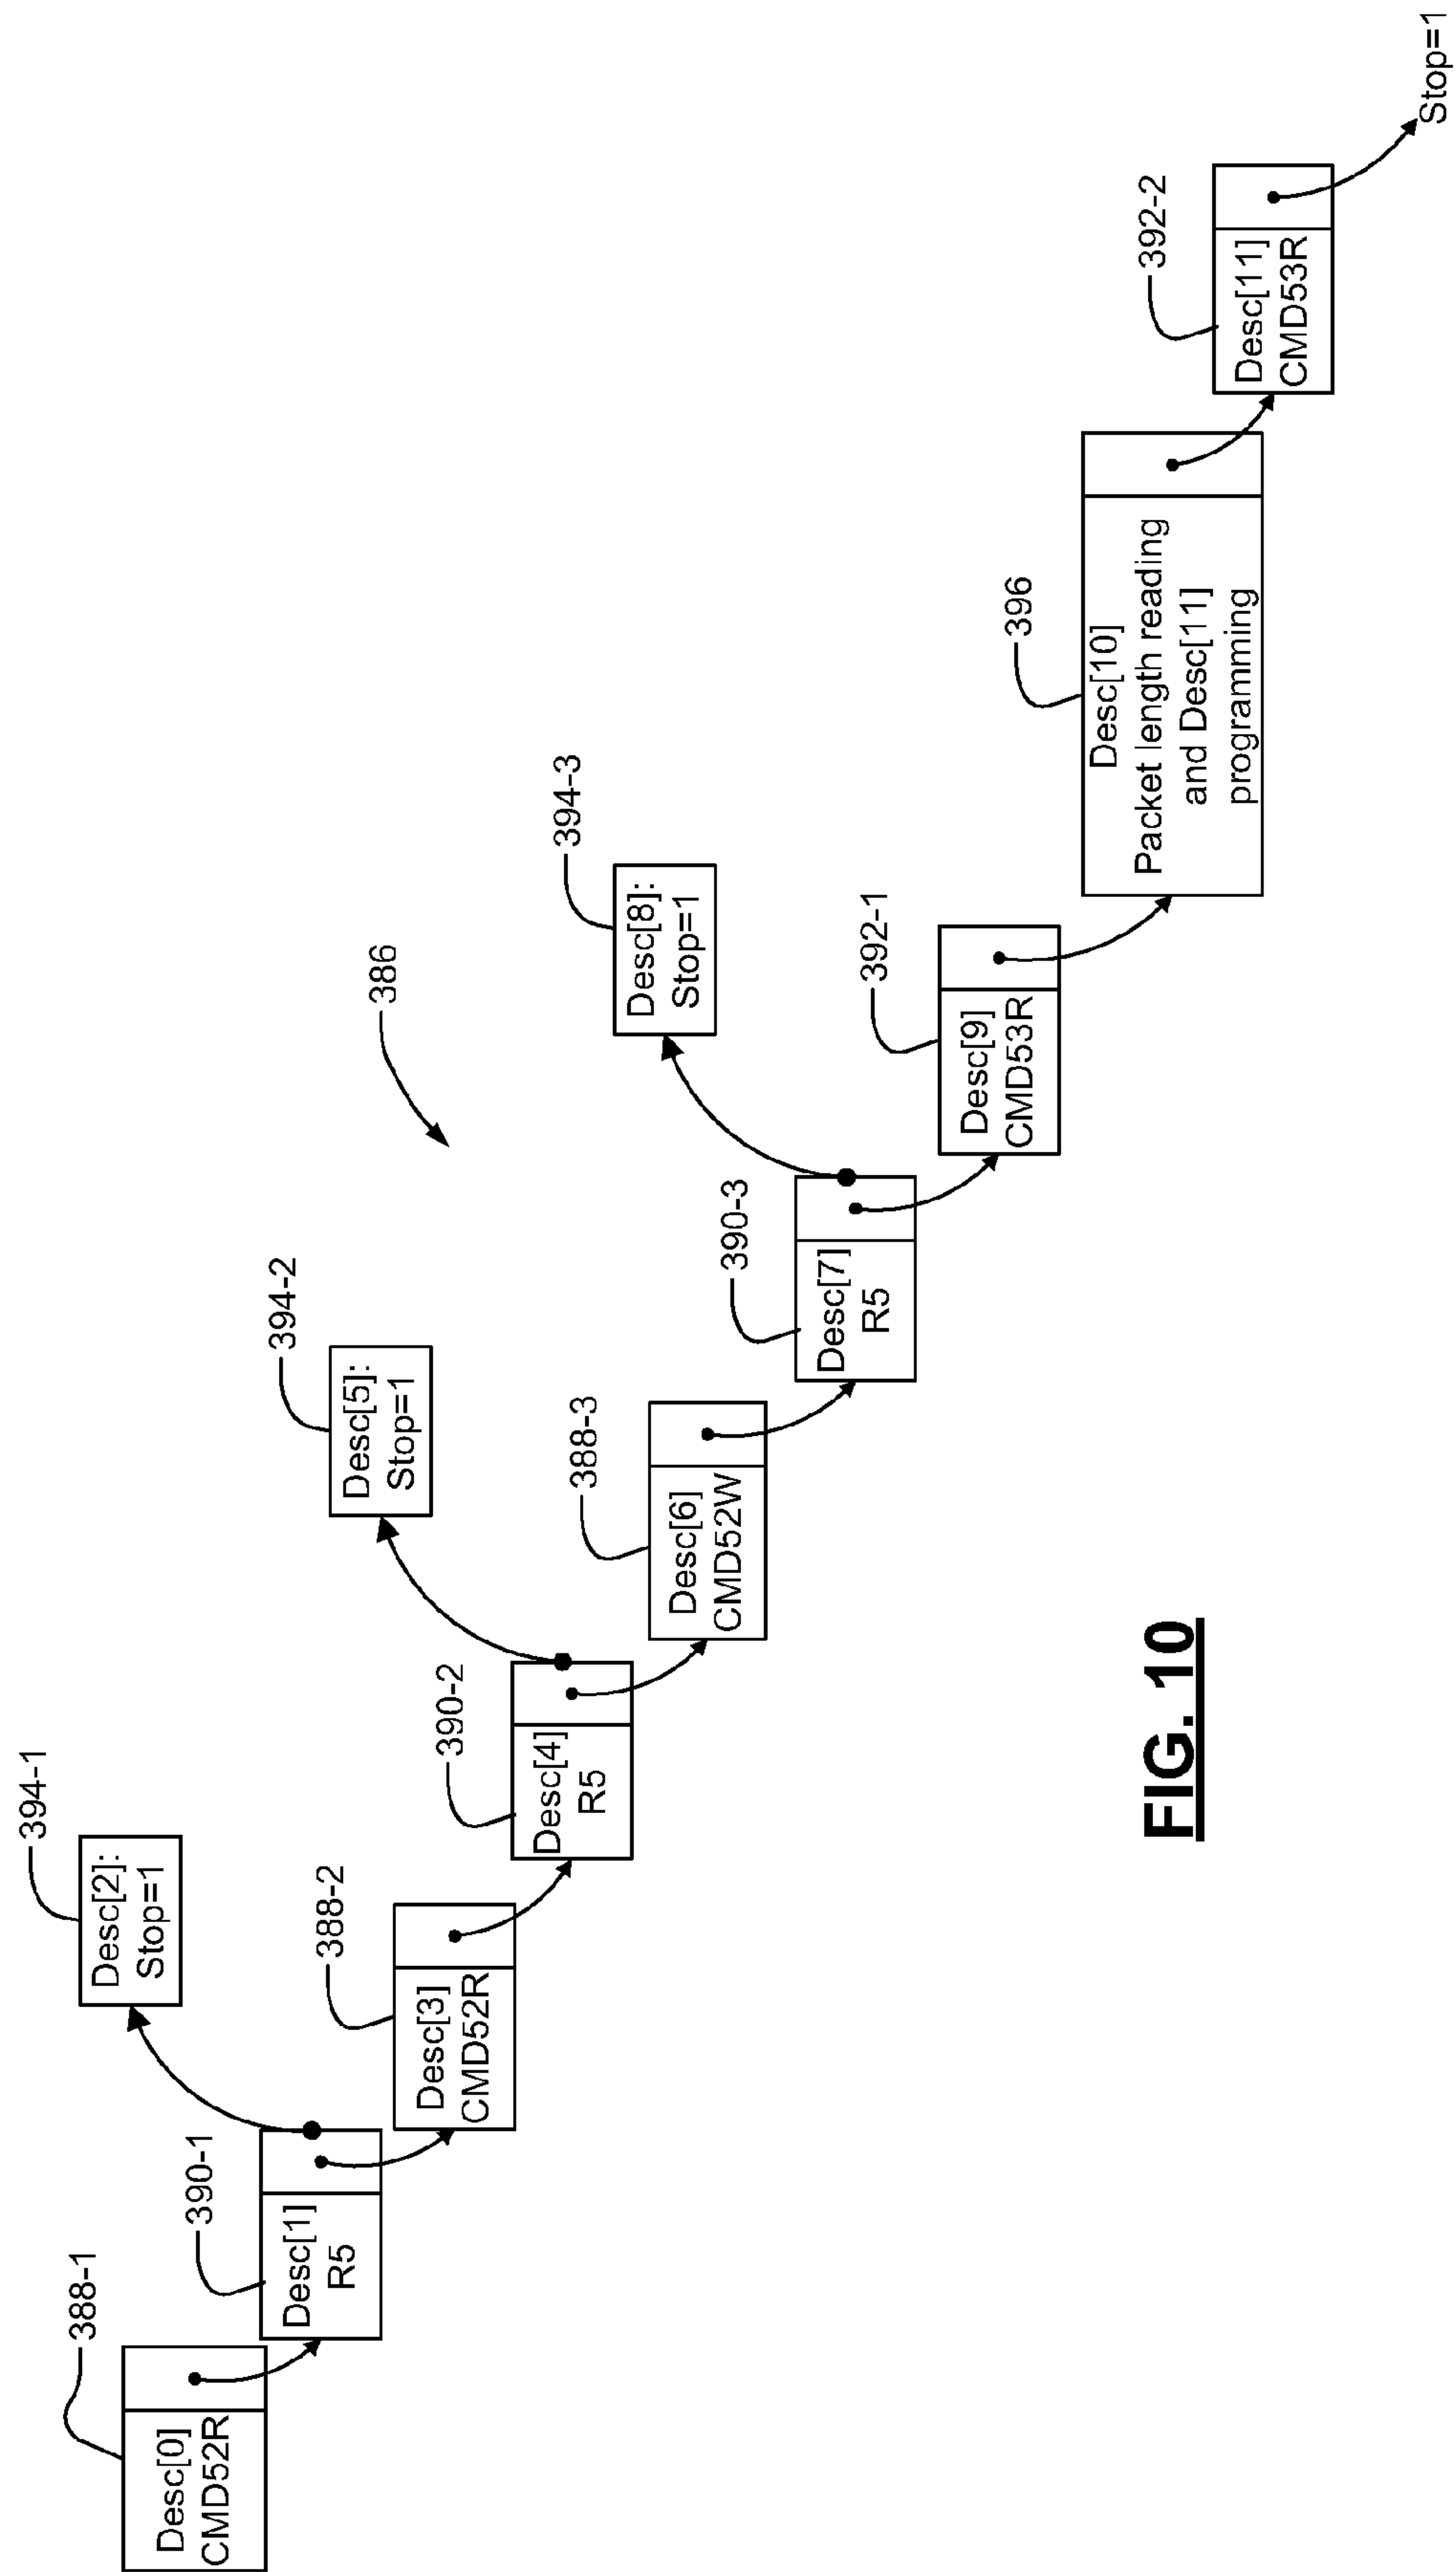 388-1
Desc[0]
CMD52R
390-1
Desc[1]
R5
394-1
Desc[2]:
Stop=1
388-2
Desc[3]
CMD52R
390-2
Desc[4]
R5
394-2
Desc[5]:
Stop=1
386
388-3
Desc[6]
CMD52W
390-3
Desc[7]
R5
394-3
Desc[8]:
Stop=1
392-1
Desc[9]
CMD53R
396
Desc[10]
Packet length reading
and Desc[11]
programming
392-2
Desc[11]
CMD53R
Stop=1
FIG. 10